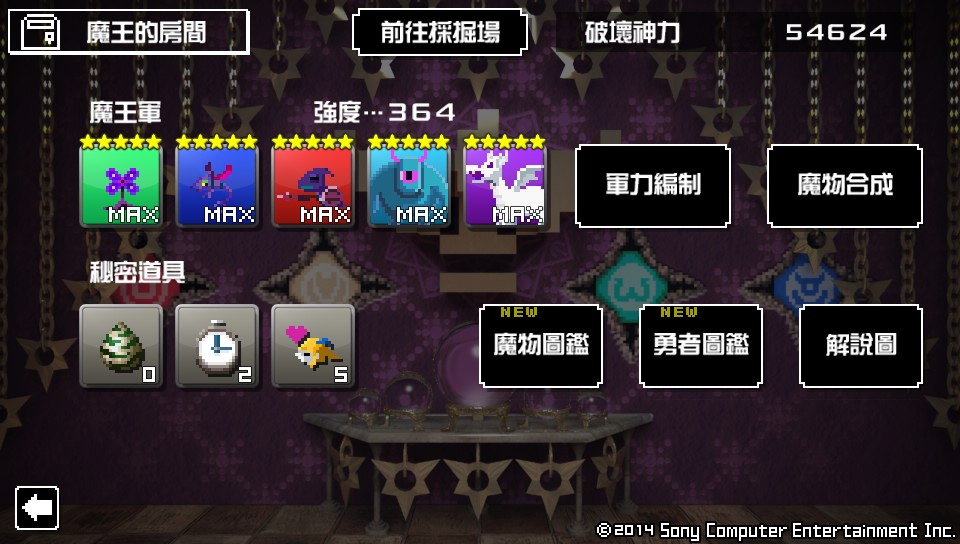 魔王的房間
前往採掘場
破壞神力 54624
魔王軍 強度…364
MAX MAX MAX MAX MAX
軍力編制
魔物合成
秘密道具
0 2 5
NEW
魔物圖鑑
NEW
勇者圖鑑
解說圖
©2014 Sony Computer Entertainment Inc.